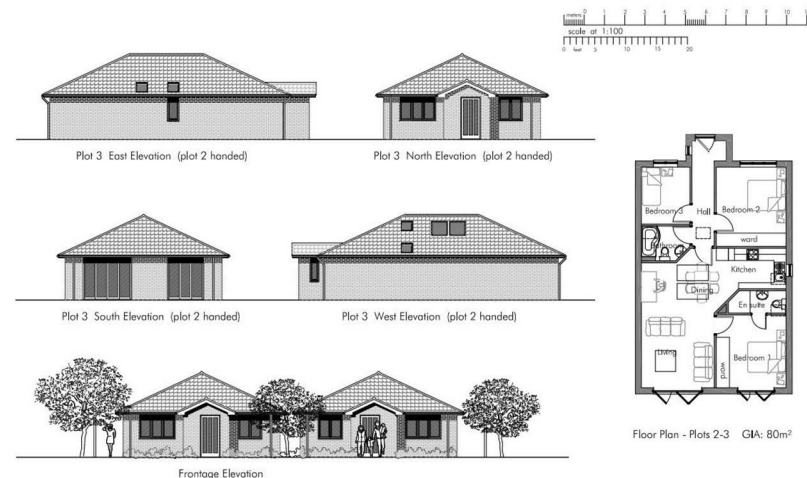 meters 0 1 2 3 4 5 6 7 8 9 10
scale at 1:100
0 feet 5 10 15 20
Plot 3 East Elevation (plot 2 handed)
Plot 3 North Elevation (plot 2 handed)
Plot 3 South Elevation (plot 2 handed)
Plot 3 West Elevation (plot 2 handed)
Frontage Elevation
Bedroom 3
Hall
Bedroom 2
Bathroom
ward
Kitchen
Dining
En suite
Living
ward
Bedroom 1
Floor Plan - Plots 2-3 GIA: 80m²